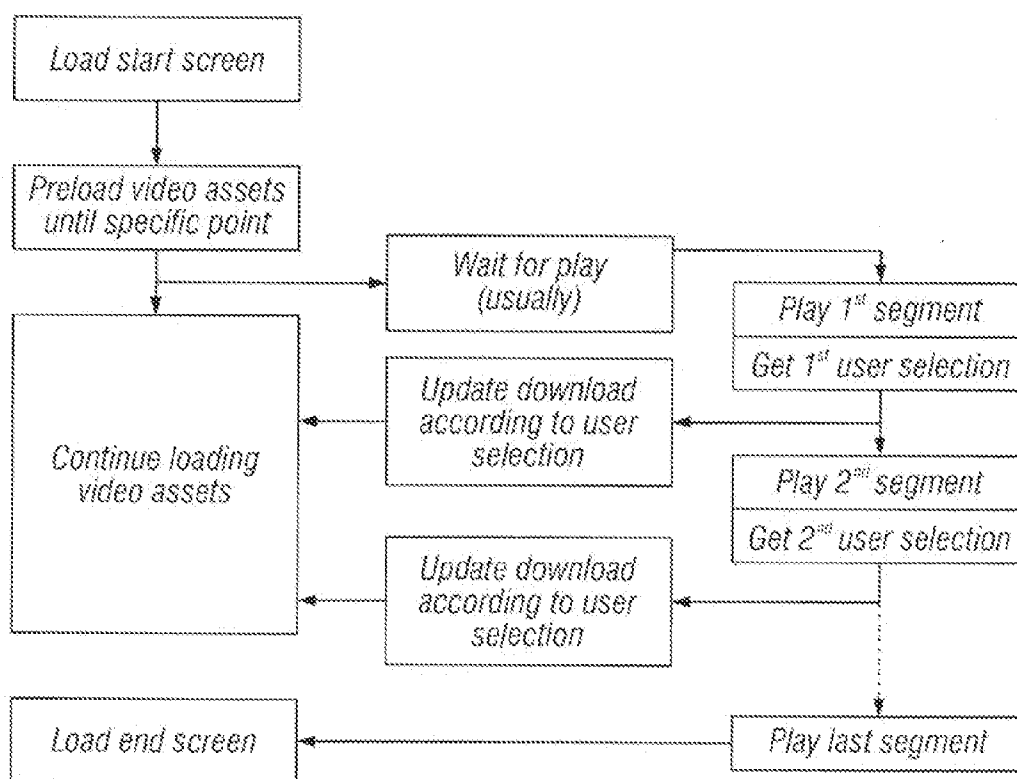 Load start screen
Preload video assets
until specific point
Wait for play
(usually)
Play 1st segment
Get 1st user selection
Update download
according to user
selection
Continue loading
video assets
Play 2nd segment
Get 2nd user selection
Update download
according to user
selection
Load end screen
Play last segment